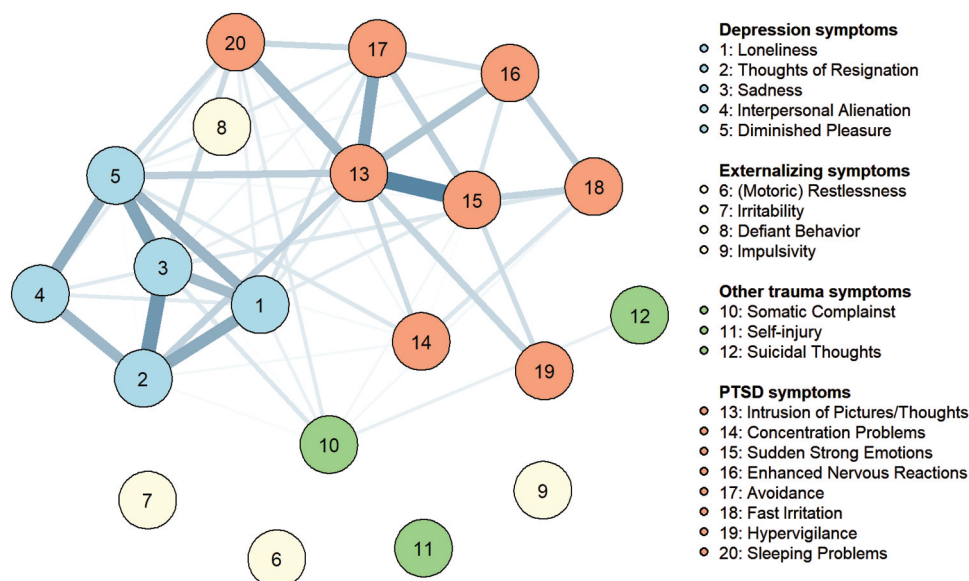 20
17
16
8
13
5
18
15
3
4
1
12
14
19
2
10
9
7
11
6
Depression symptoms
1: Loneliness
2: Thoughts of Resignation
3: Sadness
4: Interpersonal Alienation
5: Diminished Pleasure
Externalizing symptoms
6: (Motoric) Restlessness
7: Irritability
8: Defiant Behavior
9: Impulsivity
Other trauma symptoms
10: Somatic Complainst
11: Self-injury
12: Suicidal Thoughts
PTSD symptoms
13: Intrusion of Pictures/Thoughts
14: Concentration Problems
15: Sudden Strong Emotions
16: Enhanced Nervous Reactions
17: Avoidance
18: Fast Irritation
19: Hypervigilance
20: Sleeping Problems